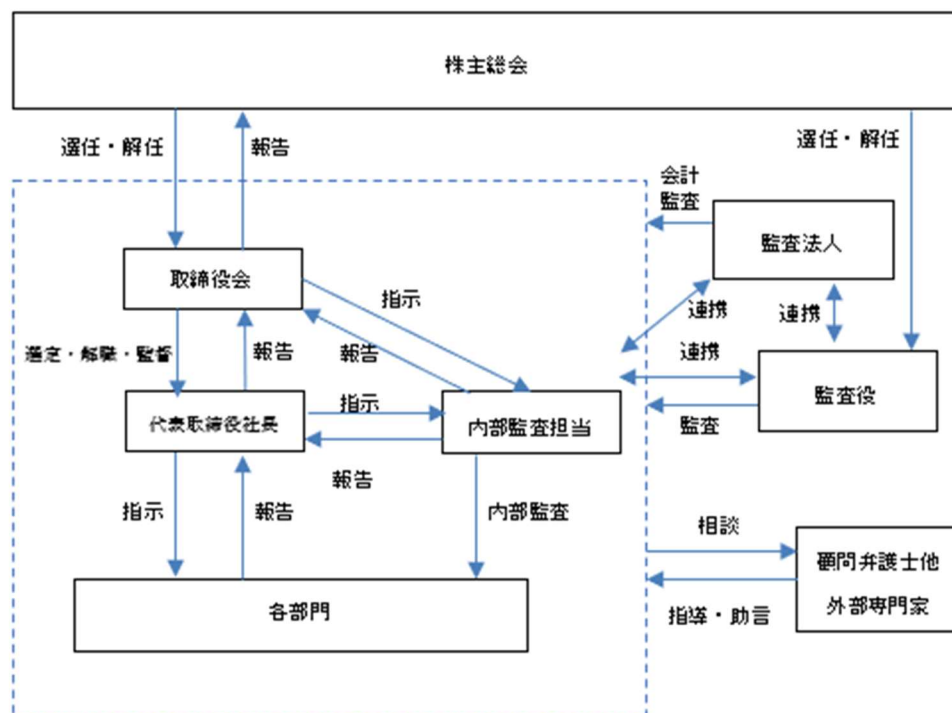 株主総会
選任・解任
報告
選任・解任
会計
監査
監査法人
取締役会
指示
連携
連携
選定・解職・監督
報告
報告
連携
監査役
代表取締役社長
指示
内部監査担当
監査
報告
指示
報告
内部監査
相談
顧問弁護士他
外部専門家
各部門
指導・助言